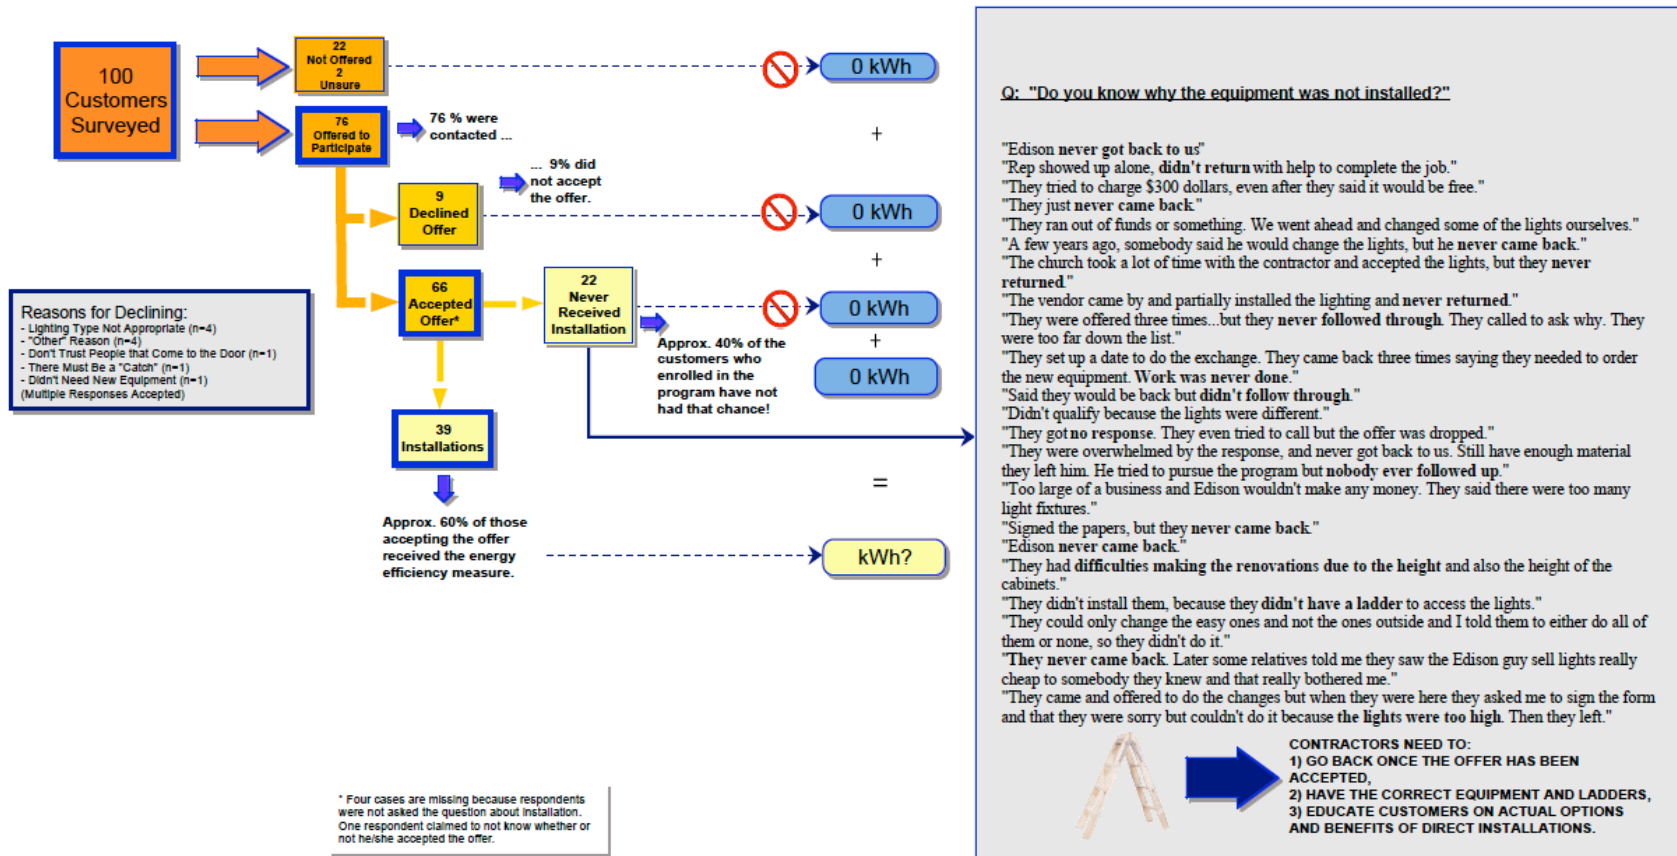 100
Customers
Surveyed
22
Not Offered
2
Unsure
0 kWh
76
Offered to
Participate
76 % were
contacted ...
+
... 9% did
not accept
the offer.
9
Declined
Offer
0 kWh
+
66
Accepted
Offer*
22
Never
Received
Installation
0 kWh
+
Approx. 40% of the
customers who
enrolled in the
program have not
had that chance!
0 kWh
Reasons for Declining:
- Lighting Type Not Appropriate (n=4)
- "Other" Reason (n=4)
- Don't Trust People that Come to the Door (n=1)
- There Must Be a "Catch" (n=1)
- Didn't Need New Equipment (n=1)
(Multiple Responses Accepted)
39
Installations
=
Approx. 60% of those
accepting the offer
received the energy
efficiency measure.
kWh?
* Four cases are missing because respondents
were not asked the question about installation.
One respondent claimed to not know whether or
not he/she accepted the offer.
Q: "Do you know why the equipment was not installed?"
"Edison never got back to us"
"Rep showed up alone, didn't return with help to complete the job."
"They tried to charge $300 dollars, even after they said it would be free."
"They just never came back."
"They ran out of funds or something. We went ahead and changed some of the lights ourselves."
"A few years ago, somebody said he would change the lights, but he never came back."
"The church took a lot of time with the contractor and accepted the lights, but they never
returned."
"The vendor came by and partially installed the lighting and never returned."
"They were offered three times...but they never followed through. They called to ask why. They
were too far down the list."
"They set up a date to do the exchange. They came back three times saying they needed to order
the new equipment. Work was never done."
"Said they would be back but didn't follow through."
"Didn't qualify because the lights were different."
"They got no response. They even tried to call but the offer was dropped."
"They were overwhelmed by the response, and never got back to us. Still have enough material
they left him. He tried to pursue the program but nobody ever followed up."
"Too large of a business and Edison wouldn't make any money. They said there were too many
light fixtures."
"Signed the papers, but they never came back."
"Edison never came back."
"They had difficulties making the renovations due to the height and also the height of the
cabinets."
"They didn't install them, because they didn't have a ladder to access the lights."
"They could only change the easy ones and not the ones outside and I told them to either do all of
them or none, so they didn't do it."
"They never came back. Later some relatives told me they saw the Edison guy sell lights really
cheap to somebody they knew and that really bothered me."
"They came and offered to do the changes but when they were here they asked me to sign the form
and that they were sorry but couldn't do it because the lights were too high. Then they left."
CONTRACTORS NEED TO:
1) GO BACK ONCE THE OFFER HAS BEEN
ACCEPTED,
2) HAVE THE CORRECT EQUIPMENT AND LADDERS,
3) EDUCATE CUSTOMERS ON ACTUAL OPTIONS
AND BENEFITS OF DIRECT INSTALLATIONS.